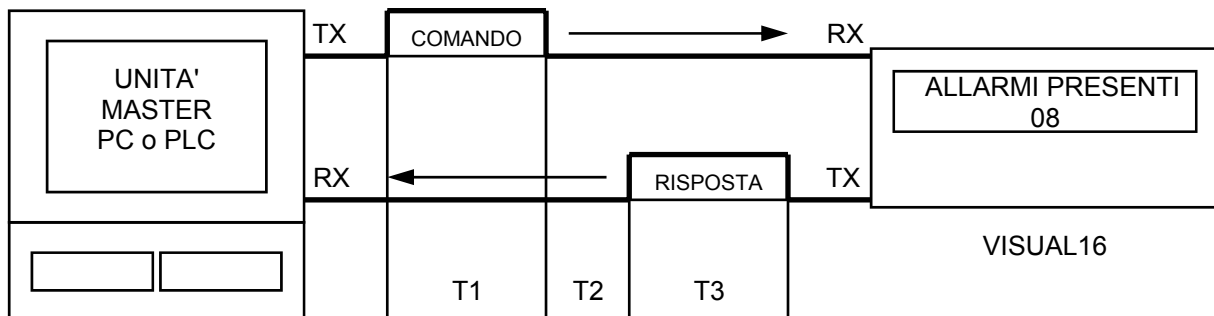 TX
COMANDO
RX
UNITA'
MASTER
PC o PLC
ALLARMI PRESENTI
08
RX
RISPOSTA
TX
VISUAL16
T1
T2
T3